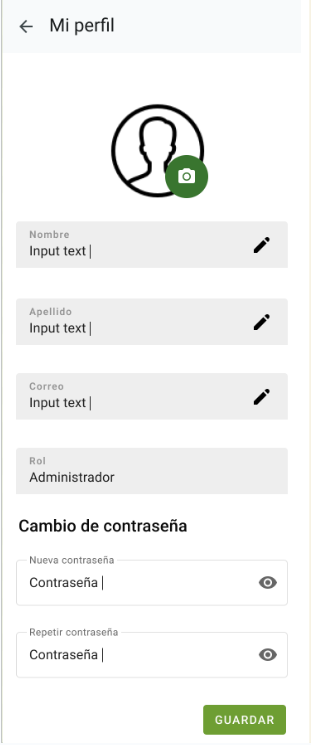 Mi perfil
Nombre
Input text
Apellido
Input text
Correo
Input text
Rol
Administrador
Cambio de contraseña
Nueva contraseña
Contraseña
Repetir contraseña
Contraseña
GUARDAR